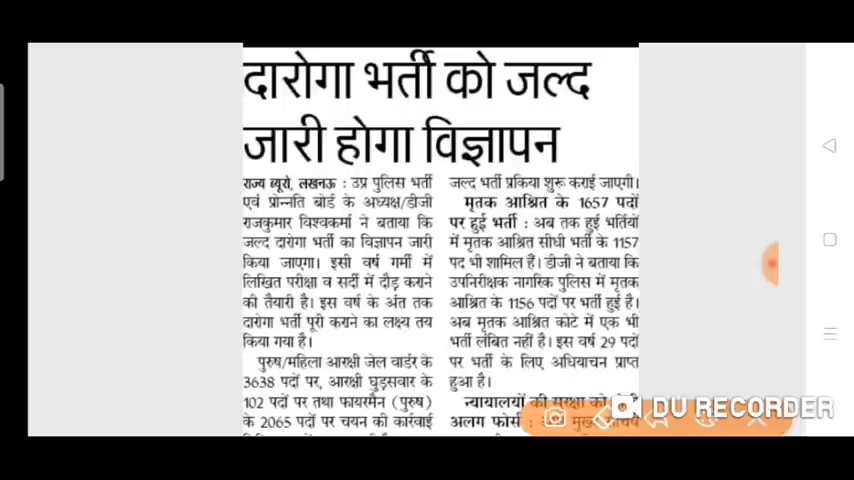 दारोगा भर्ती को जल्द
जारी होगा विज्ञापन
राज्य ब्यूरो, लखनऊ : उप्र पुलिस भर्ती
एवं प्रोन्नति बोर्ड के अध्यक्ष/डीजी
राजकुमार विश्वकर्मा ने बताया कि
जल्द दारोगा भर्ती का विज्ञापन जारी
किया जाएगा। इसी वर्ष गर्मी में
लिखित परीक्षा व सर्दी में दौड़ कराने
की तैयारी है। इस वर्ष के अंत तक
दारोगा भर्ती पूरी कराने का लक्ष्य तय
किया गया है।
पुरुष/महिला आरक्षी जेल वार्डर के
3638 पदों पर, आरक्षी घुड़सवार के
102 पदों पर तथा फायरमैन (पुरुष)
के 2065 पदों पर चयन की कार्रवाई
जल्द भर्ती प्रकिया शुरू कराई जाएगी।
मृतक आश्रित के 1657 पदों
पर हुई भर्ती : अब तक हुई भर्तियों
में मृतक आश्रित सीधी भर्ती के 1157
पद भी शामिल हैं। डीजी ने बताया कि
उपनिरीक्षक नागरिक पुलिस में मृतक
आश्रित के 1156 पदों पर भर्ती हुई है।
अब मृतक आश्रित कोटे में एक भी
भर्ती लंबित नहीं है। इस वर्ष 29 पदों
पर भर्ती के लिए अधियाचन प्राप्त
हुआ है।
न्यायालयों की सुरक्षा को
अलग फोर्स :
DU RECORDER